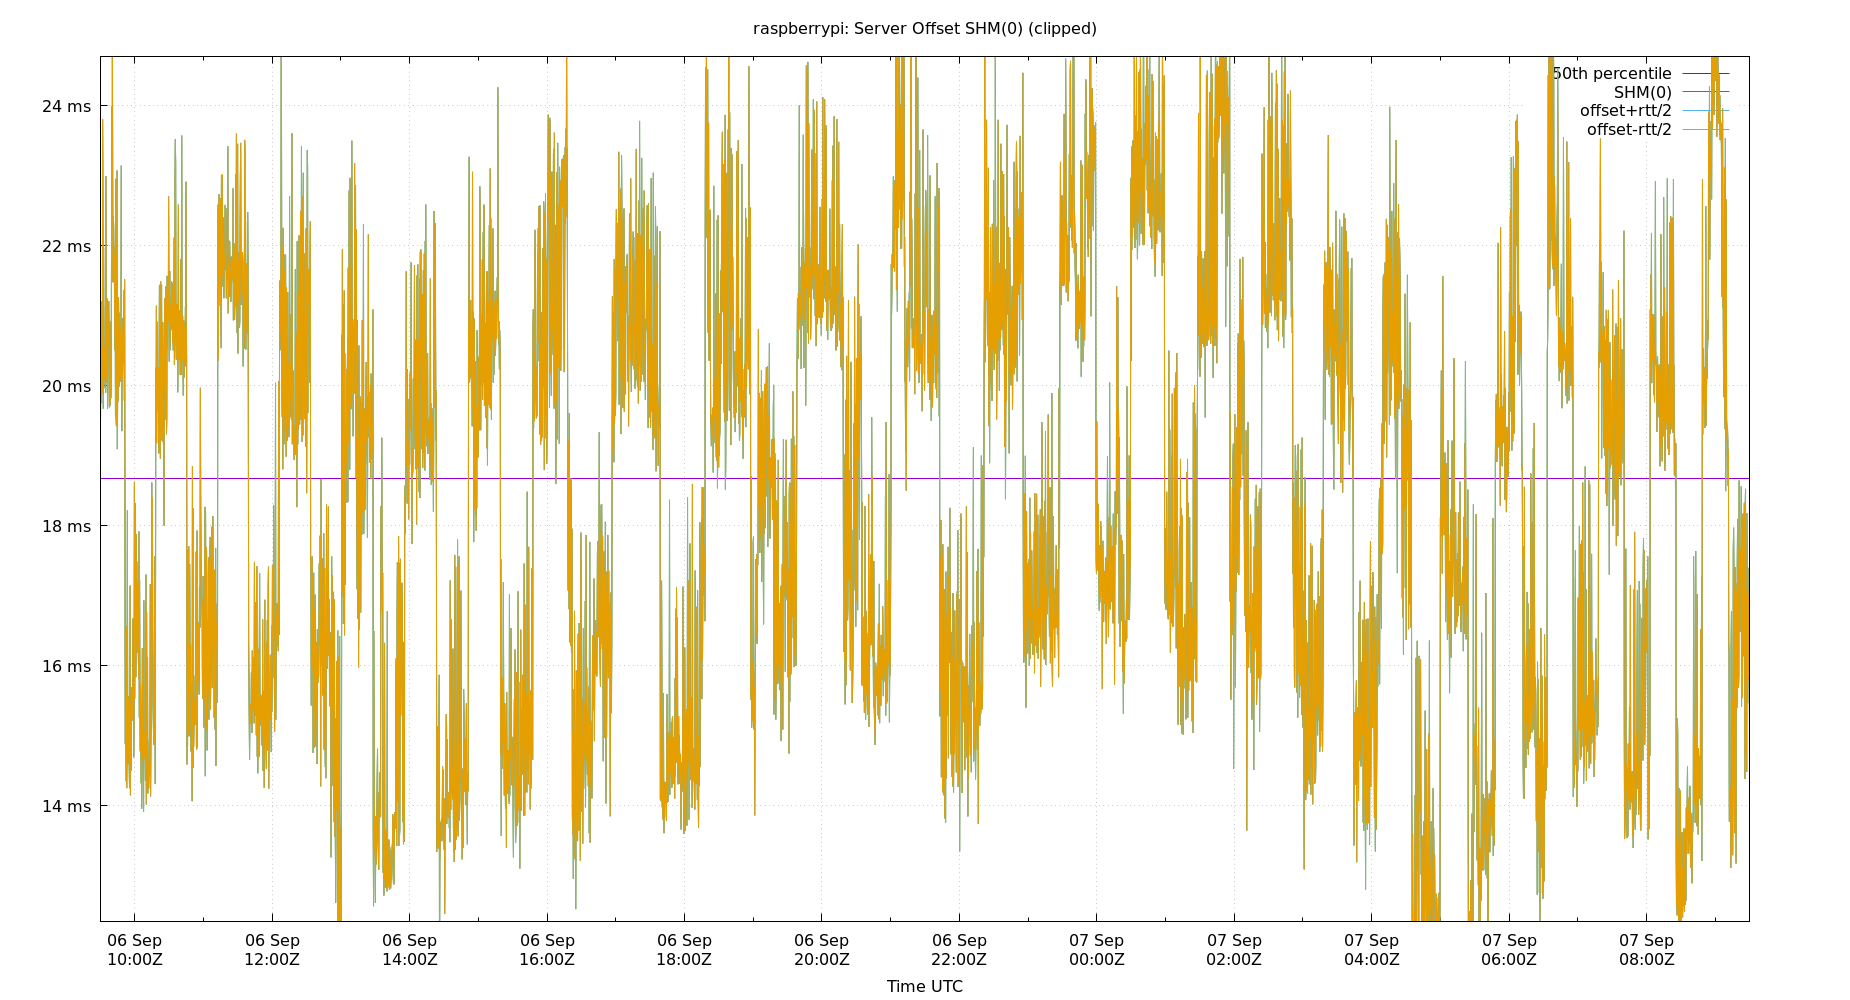 raspberrypi: Server Offset SHM(0) (clipped)
50th percentile
SHM(0)
offset+rtt/2
offset-rtt/2
24 ms
22 ms
20 ms
18 ms
16 ms
14 ms
06 Sep 06 Sep 06 Sep 06 Sep 06 Sep 06 Sep 06 Sep 07 Sep 07 Sep 07 Sep 07 Sep 07 Sep
10:00Z 12:00Z 14:00Z 16:00Z 18:00Z 20:00Z 22:00Z 00:00Z 02:00Z 04:00Z 06:00Z 08:00Z
Time UTC